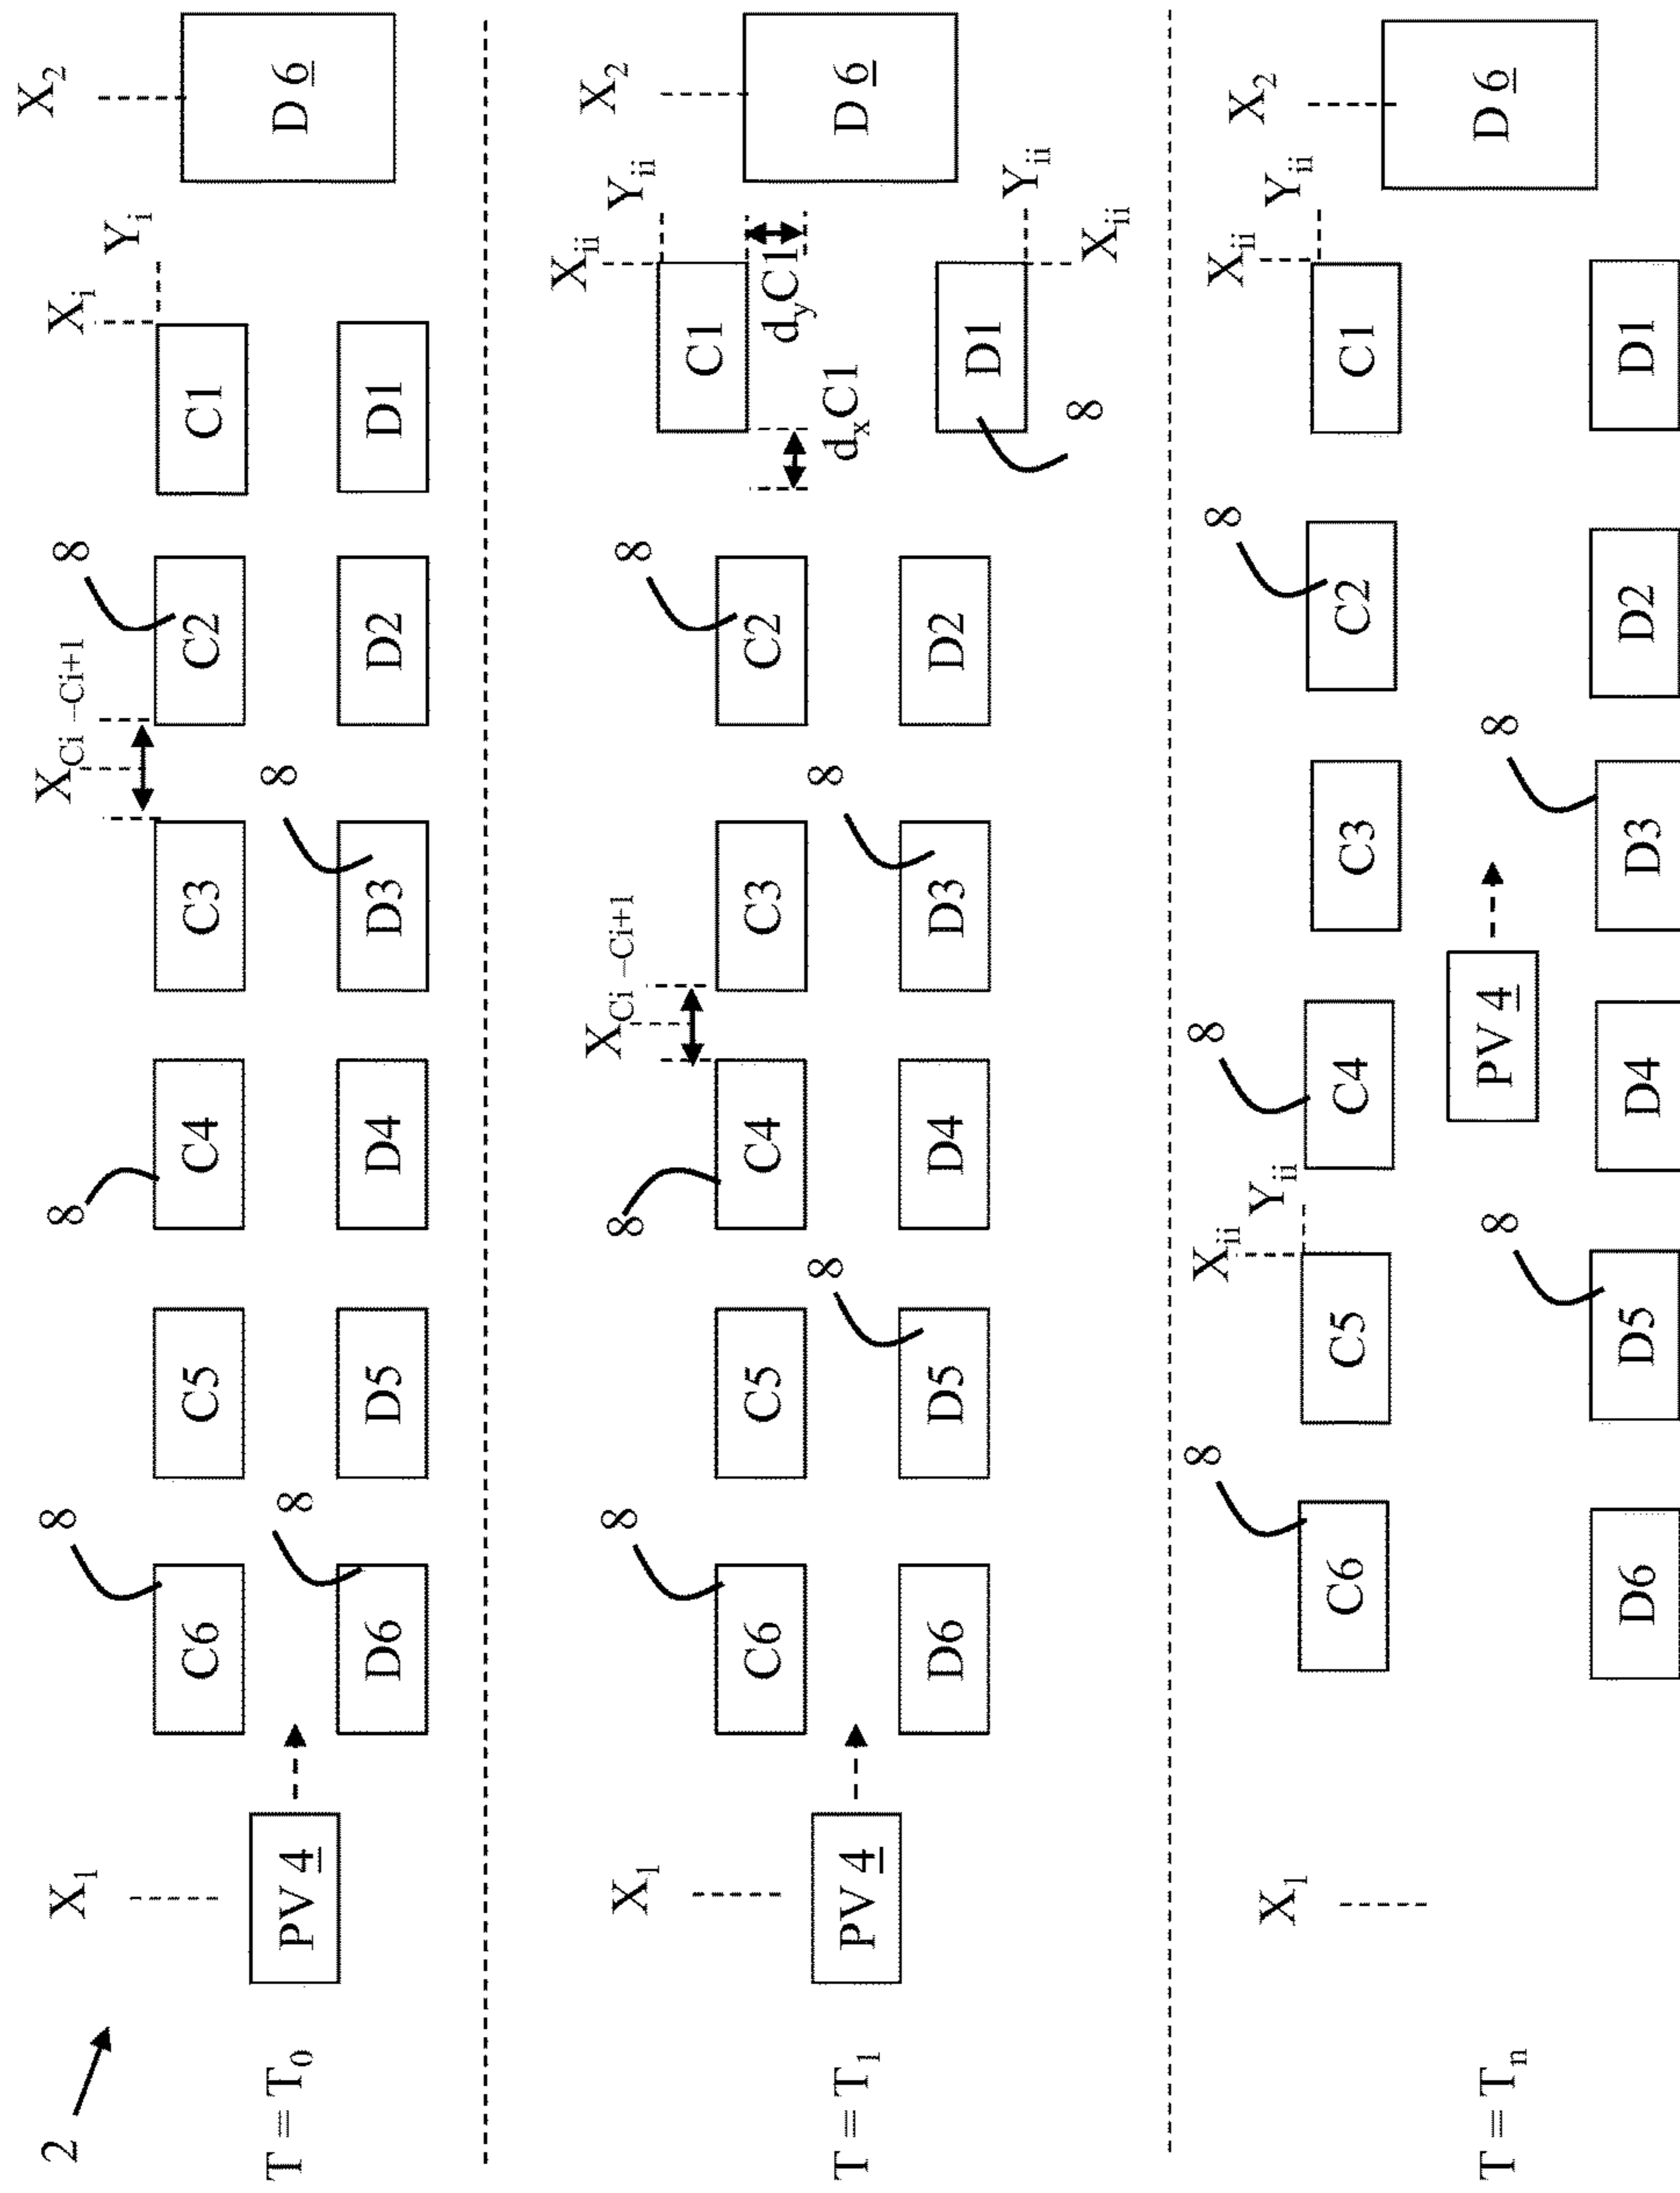 2
T = T0
X1
X2
PV 4
8
8
8
8
8
C6 C5 C4 C3 C2 C1
D6 D5 D4 D3 D2 D1
XCi –Ci+1
Xi
Yi
D 6
T = T1
X1
X2
PV 4
8
8
8
8
8
8
C6 C5 C4 C3 C2 C1
D6 D5 D4 D3 D2 D1
XCi –Ci+1
Xii
Yii
dxC1
dyC1
Yii
Xii
D 6
T = Tn
X1
X2
8
8
8
8
8
C6 C5 C4 C3 C2 C1
Xii
Yii
Xii
Yii
PV 4
D6 D5 D4 D3 D2 D1
D 6